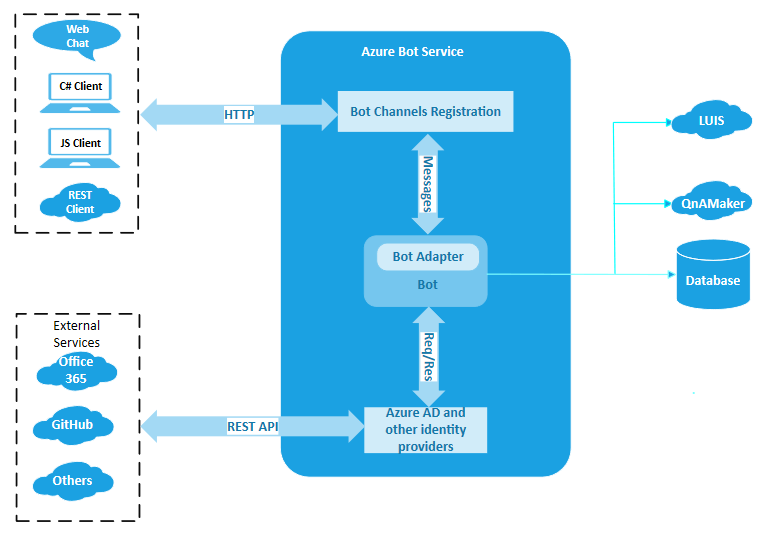 Web
Chat
C# Client
JS Client
REST
Client
HTTP
Azure Bot Service
Bot Channels Registration
Messages
Bot Adapter
Bot
Req/Res
Azure AD and
other identity
providers
LUIS
QnAMaker
Database
External
Services
Office
365
GitHub
Others
REST API